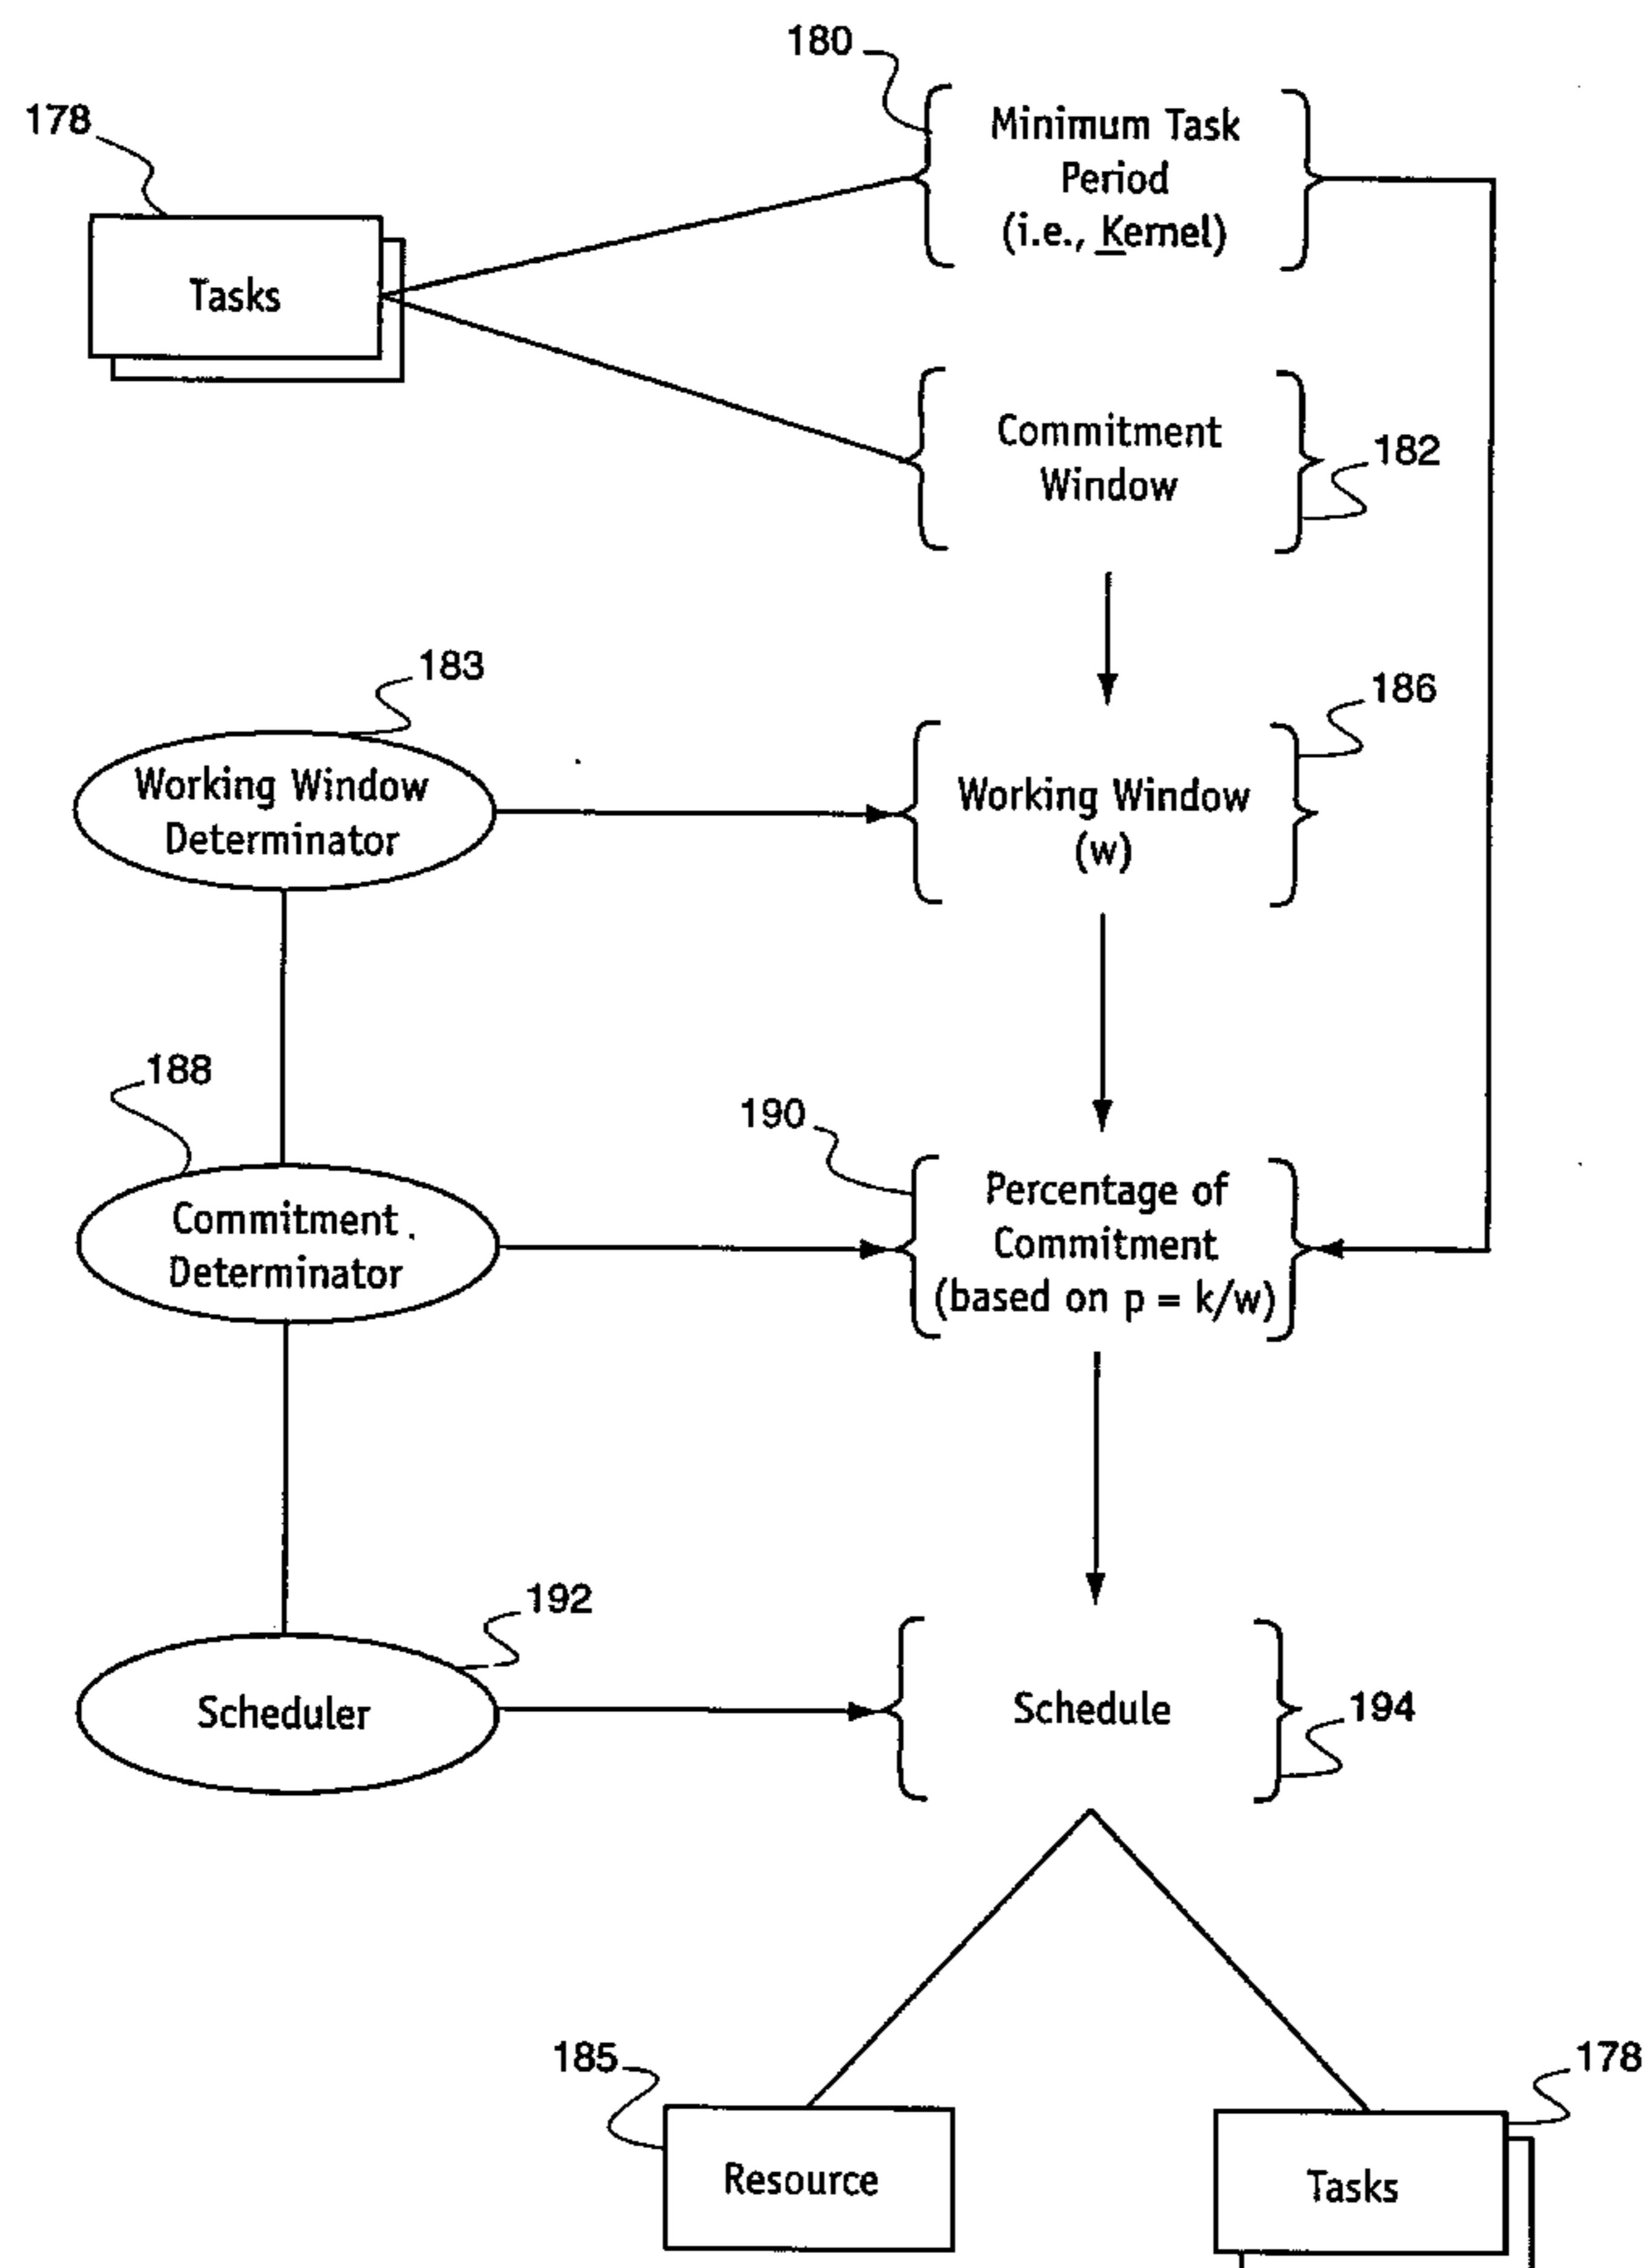 180
178
Minimum Task
Period
(i.e., Kernel)
Tasks
Commitment
Window
182
183
186
Working Window
Determinator
Working Window
(w)
188
190
Commitment
Determinator
Percentage of
Commitment
(based on p = k/w)
192
Scheduler
Schedule
194
185
178
Resource
Tasks